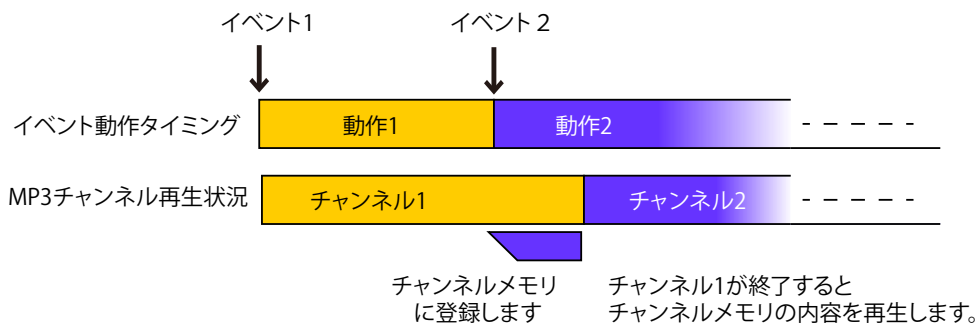 イベント1
イベント 2
イベント動作タイミング
動作1
動作2
MP3チャンネル再生状況
チャンネル1
チャンネル2
チャンネルメモリ
に登録します
チャンネル1が終了すると
チャンネルメモリの内容を再生します。